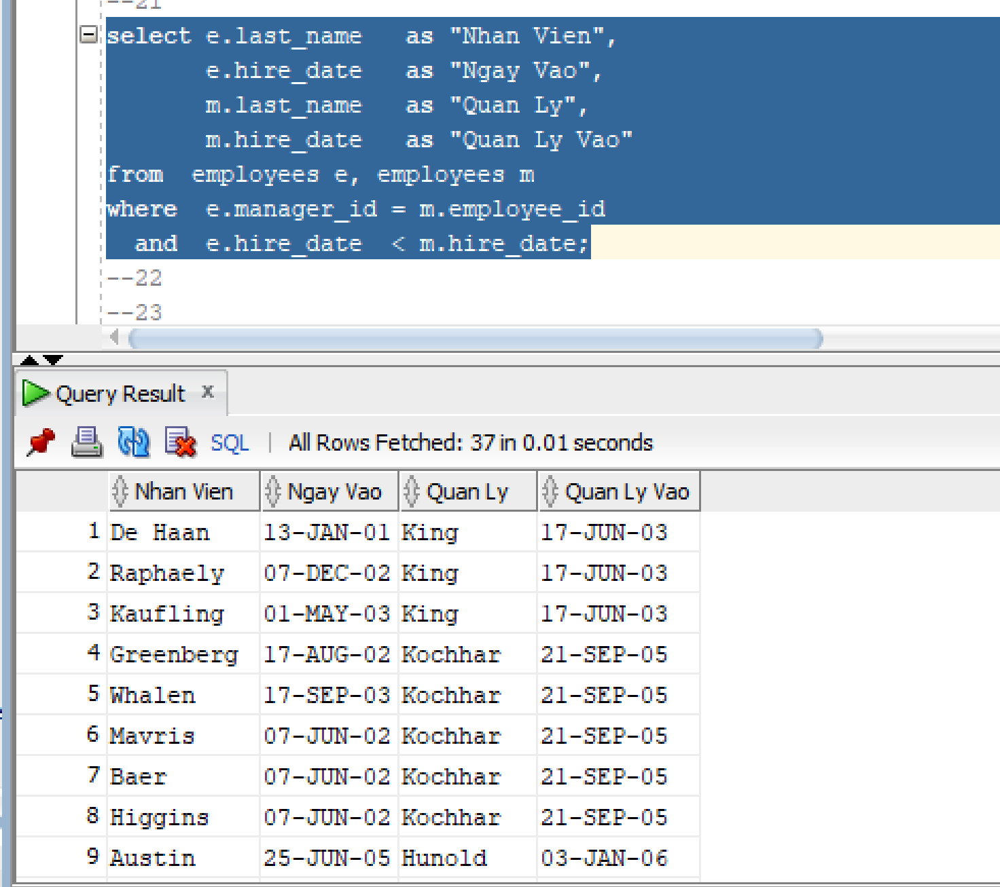 --21
select e.last_name as "Nhan Vien",
e.hire_date as "Ngay Vao",
m.last_name as "Quan Ly",
m.hire_date as "Quan Ly Vao"
from employees e, employees m
where e.manager_id = m.employee_id
and e.hire_date < m.hire_date;
--22
--23
Query Result x
SQL | All Rows Fetched: 37 in 0.01 seconds
Nhan Vien Ngay Vao Quan Ly Quan Ly Vao
1 De Haan 13-JAN-01 King 17-JUN-03
2 Raphaely 07-DEC-02 King 17-JUN-03
3 Kaufling 01-MAY-03 King 17-JUN-03
4 Greenberg 17-AUG-02 Kochhar 21-SEP-05
5 Whalen 17-SEP-03 Kochhar 21-SEP-05
6 Mavris 07-JUN-02 Kochhar 21-SEP-05
7 Baer 07-JUN-02 Kochhar 21-SEP-05
8 Higgins 07-JUN-02 Kochhar 21-SEP-05
9 Austin 25-JUN-05 Hunold 03-JAN-06